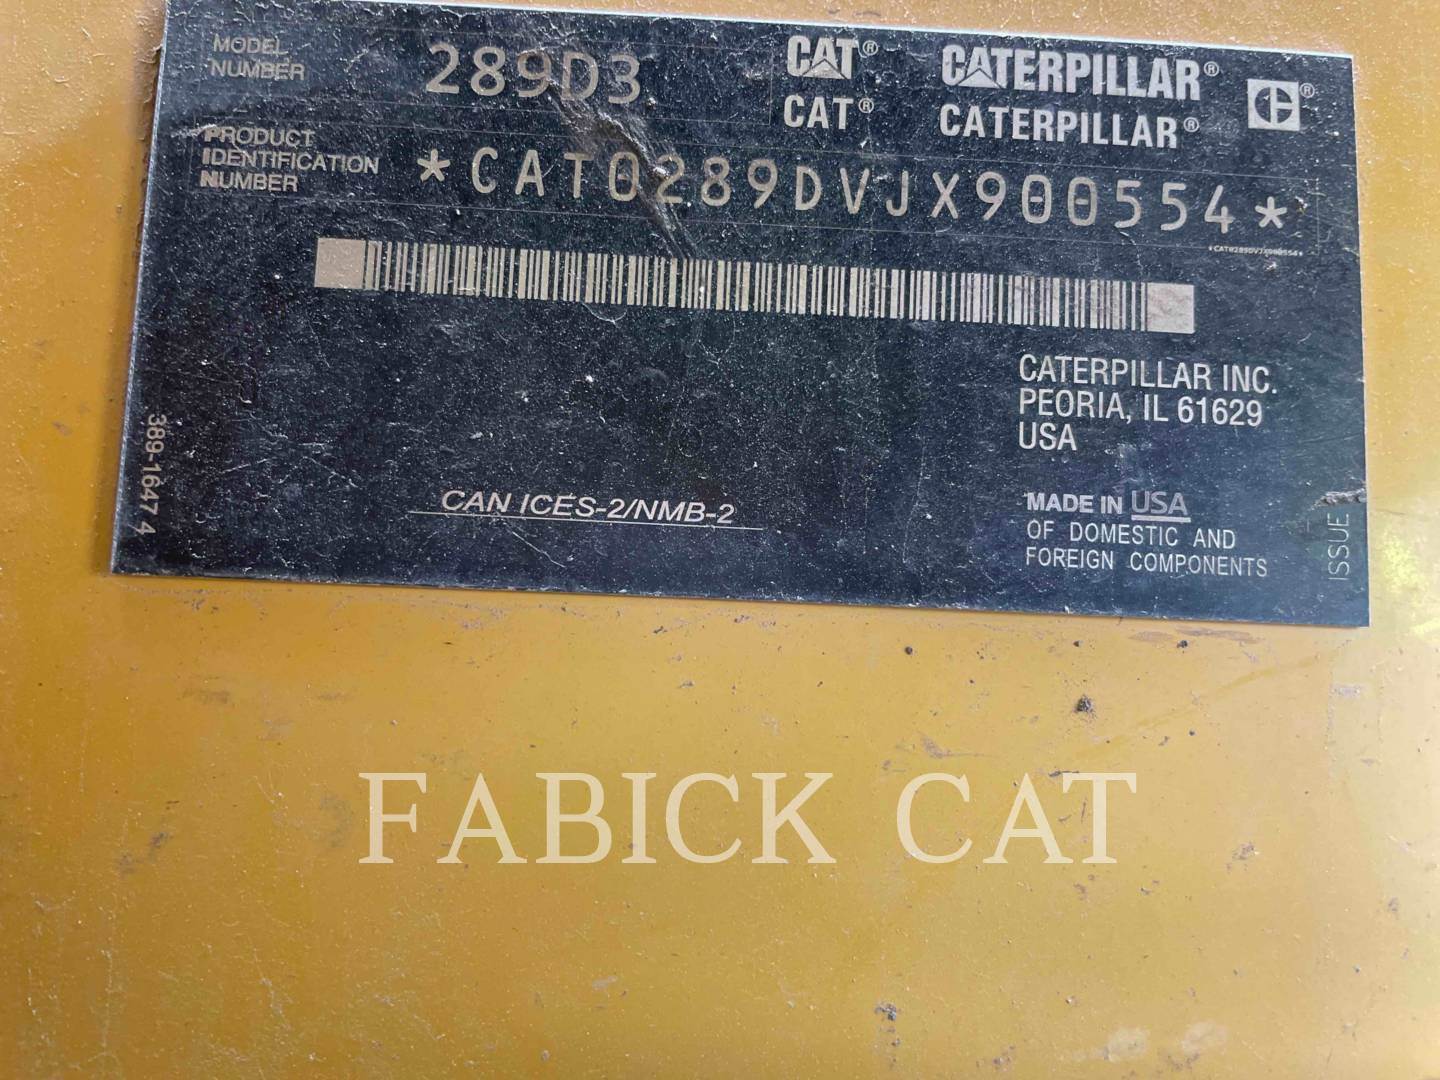 MODEL NUMBER 289D3
CAT® CATERPILLAR®
CAT® CATERPILLAR®
PRODUCT IDENTIFICATION NUMBER *CAT0289DVJX900554*
*CAT0289DVJX900554*
CATERPILLAR INC.
PEORIA, IL 61629
USA
389-1647 4
CAN ICES-2/NMB-2
MADE IN USA
OF DOMESTIC AND
FOREIGN COMPONENTS
ISSUE
FABICK CAT